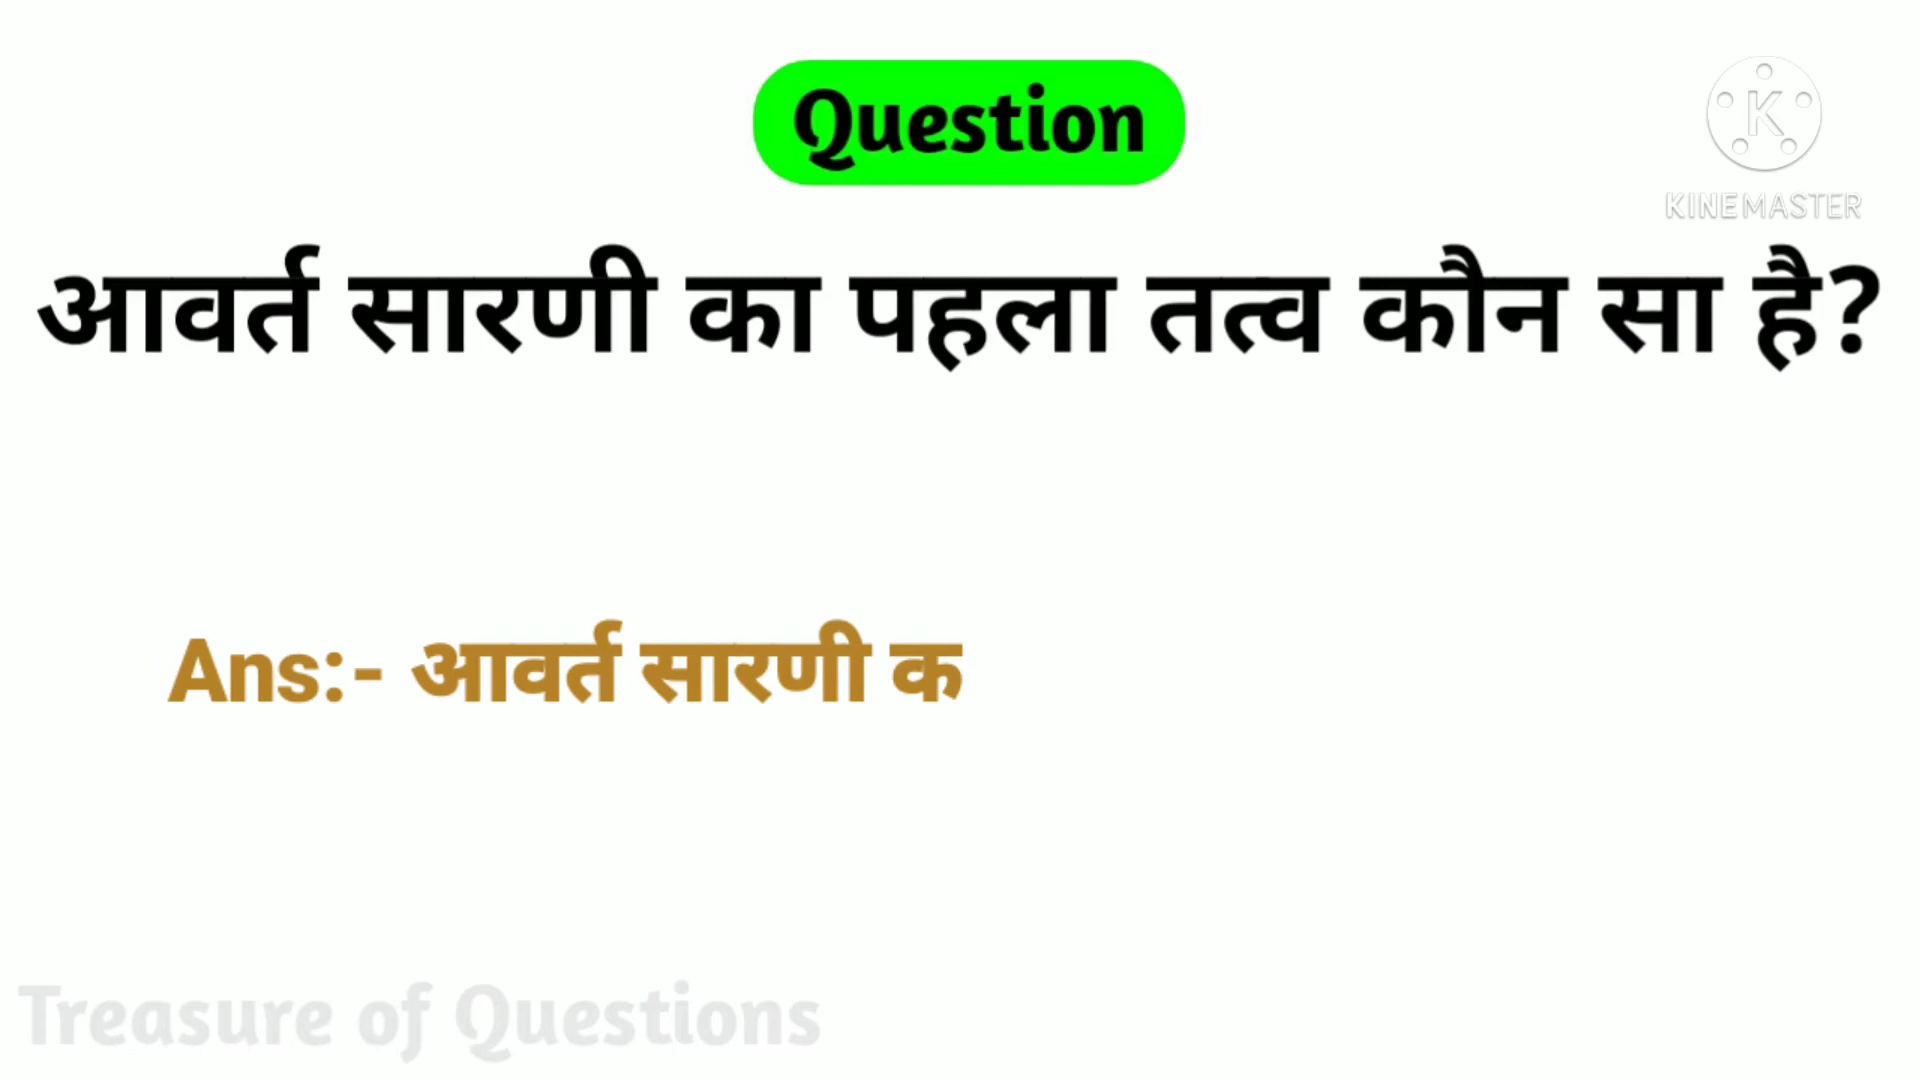 Question
K
KINEMASTER
आवर्त सारणी का पहला तत्व कौन सा है?
Ans:- आवर्त सारणी क
Treasure of Questions